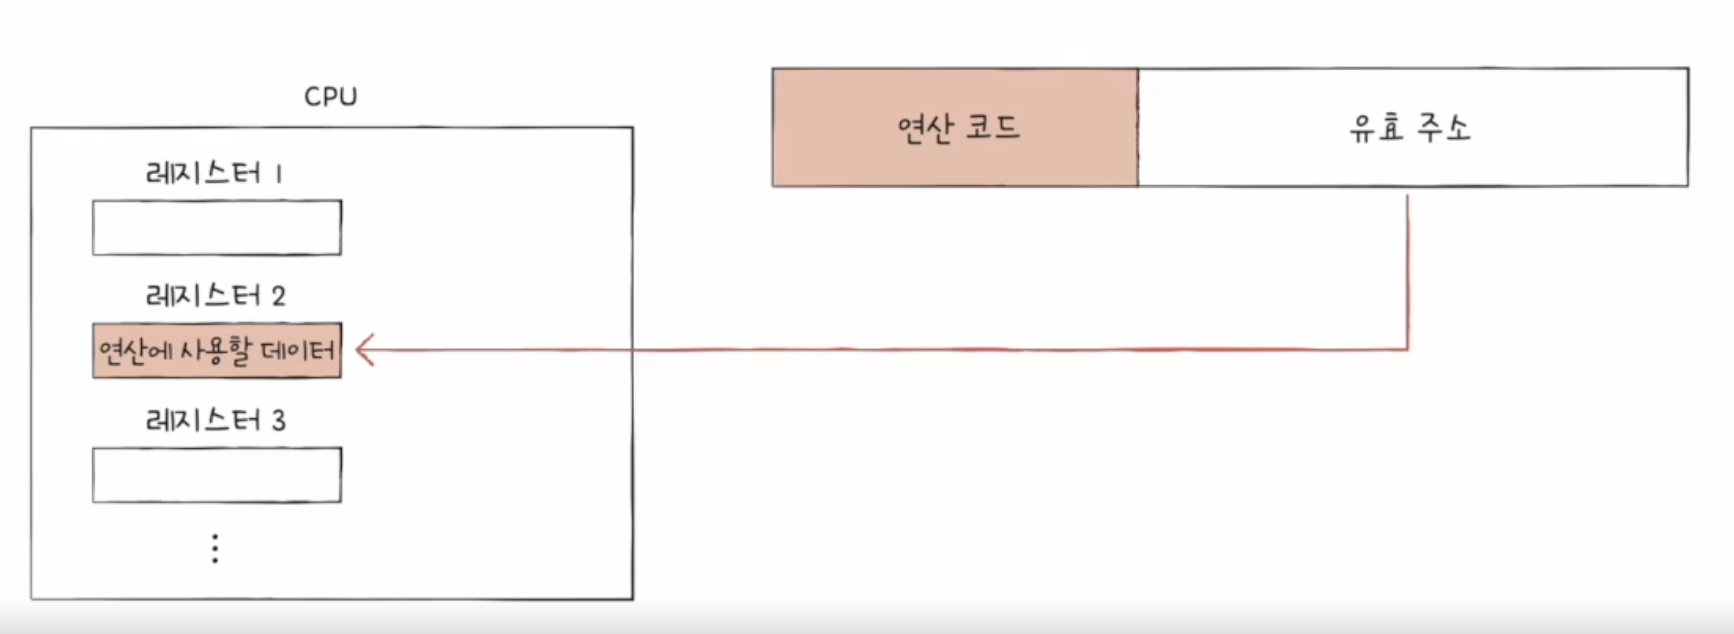 CPU
연산 코드
유효 주소
레지스터 1
레지스터 2
연산에 사용할 데이터
레지스터 3
⋮